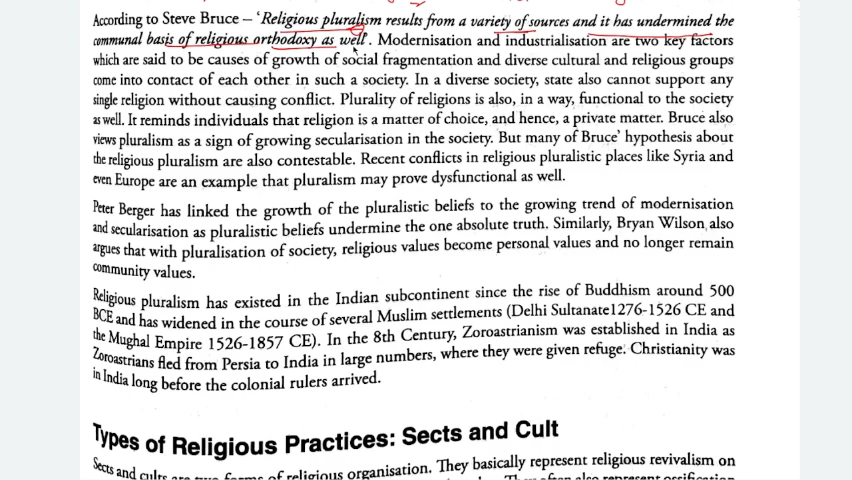 According to Steve Bruce – 'Religious pluralism results from a variety of sources and it has undermined the
communal basis of religious orthodoxy as well'. Modernisation and industrialisation are two key factors
which are said to be causes of growth of social fragmentation and diverse cultural and religious groups
come into contact of each other in such a society. In a diverse society, state also cannot support any
single religion without causing conflict. Plurality of religions is also, in a way, functional to the society
as well. It reminds individuals that religion is a matter of choice, and hence, a private matter. Bruce also
views pluralism as a sign of growing secularisation in the society. But many of Bruce' hypothesis about
the religious pluralism are also contestable. Recent conflicts in religious pluralistic places like Syria and
even Europe are an example that pluralism may prove dysfunctional as well.
Peter Berger has linked the growth of the pluralistic beliefs to the growing trend of modernisation
and secularisation as pluralistic beliefs undermine the one absolute truth. Similarly, Bryan Wilson also
argues that with pluralisation of society, religious values become personal values and no longer remain
community values.
Religious pluralism has existed in the Indian subcontinent since the rise of Buddhism around 500
BCE and has widened in the course of several Muslim settlements (Delhi Sultanate1276-1526 CE and
the Mughal Empire 1526-1857 CE). In the 8th Century, Zoroastrianism was established in India as
Zoroastrians fled from Persia to India in large numbers, where they were given refuge. Christianity was
in India long before the colonial rulers arrived.
Types of Religious Practices: Sects and Cult
Sects and cults are two forms of religious organisation. They basically represent religious revivalism on